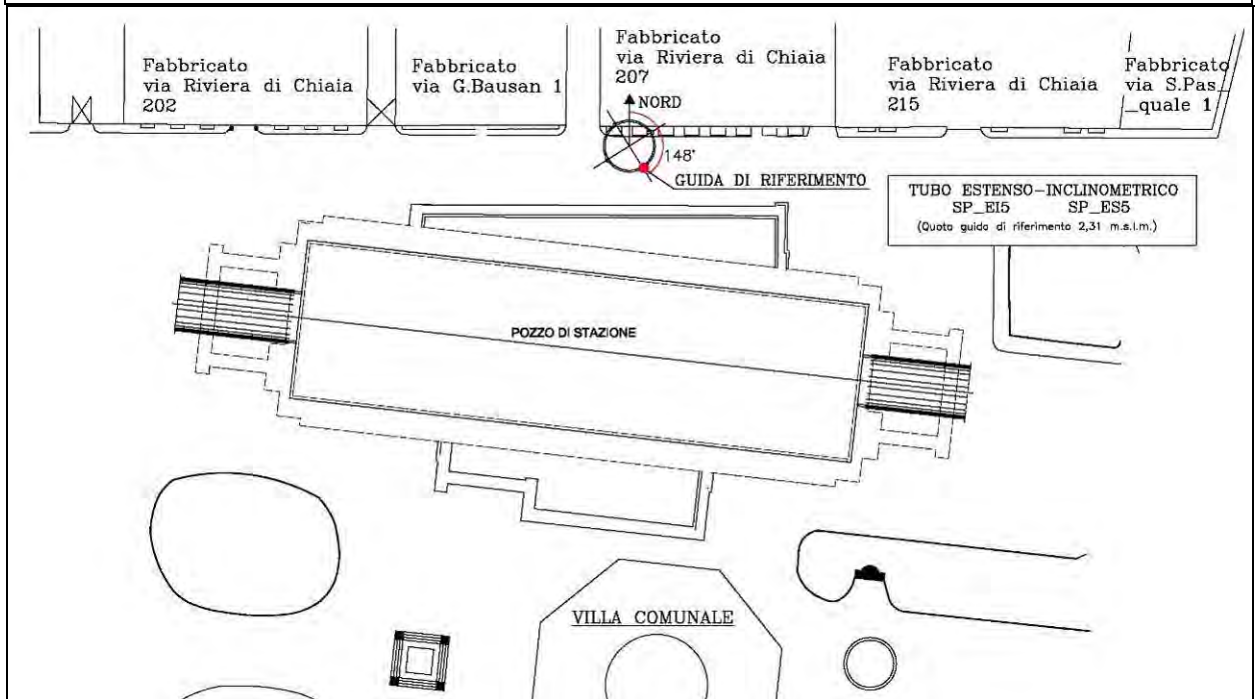 Fabbricato
via Riviera di Chiaia
202
Fabbricato
via G.Bausan 1
Fabbricato
via Riviera di Chiaia
207
Fabbricato
via Riviera di Chiaia
215
Fabbricato
via S.Pas_
_quale 1
NORD
148°
GUIDA DI RIFERIMENTO
TUBO ESTENSO-INCLINOMETRICO
SP_EI5 SP_ES5
(Quota guida di riferimento 2,31 m.s.l.m.)
POZZO DI STAZIONE
VILLA COMUNALE